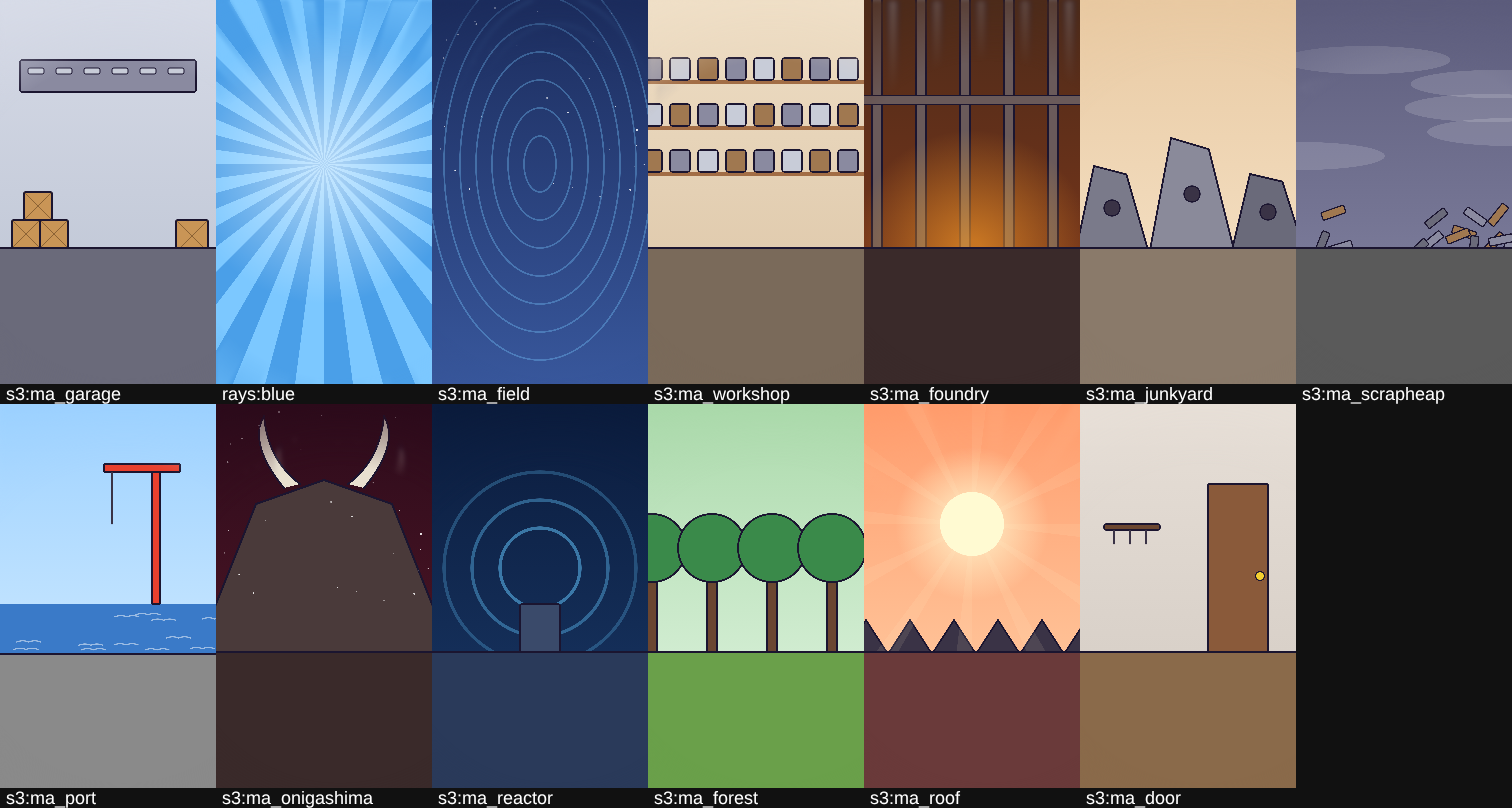 s3:ma_garage
rays:blue
s3:ma_field
s3:ma_workshop
s3:ma_foundry
s3:ma_junkyard
s3:ma_scrapheap
s3:ma_port
s3:ma_onigashima
s3:ma_reactor
s3:ma_forest
s3:ma_roof
s3:ma_door